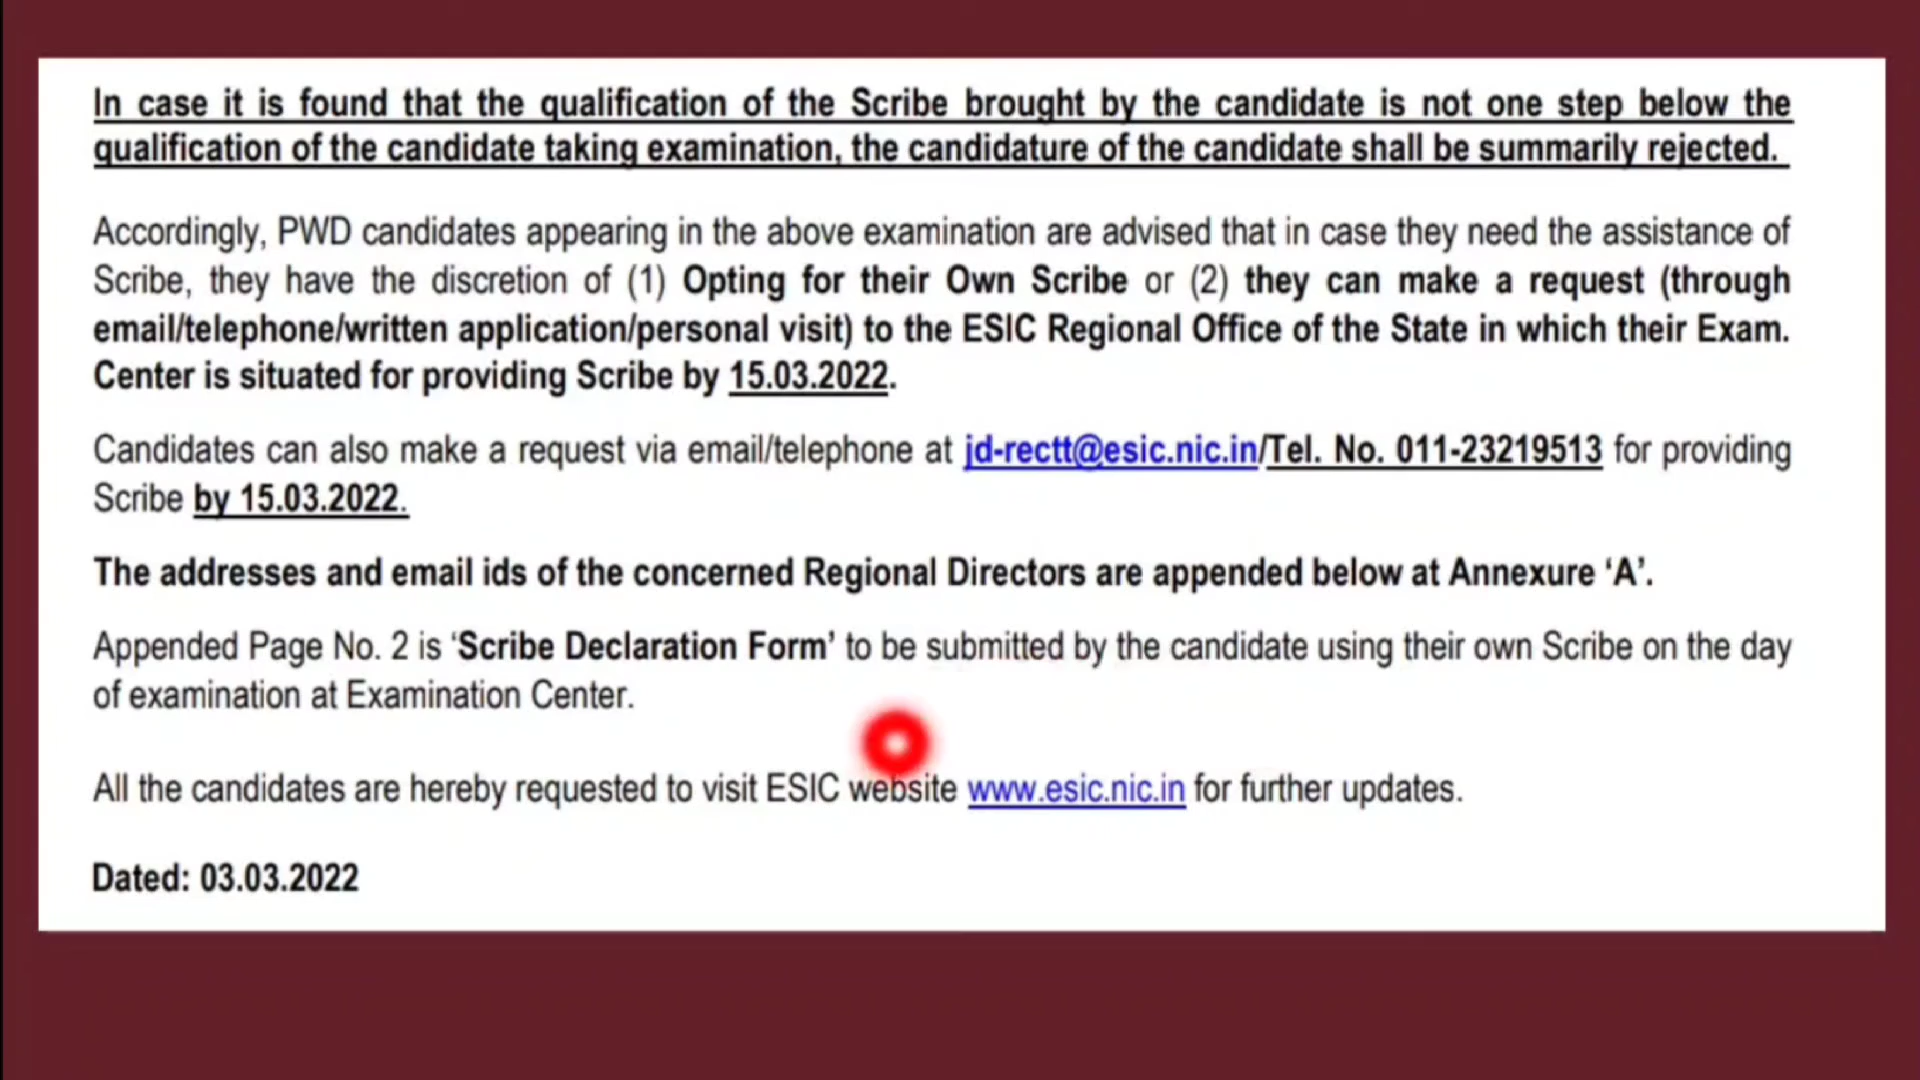 In case it is found that the qualification of the Scribe brought by the candidate is not one step below the
qualification of the candidate taking examination, the candidature of the candidate shall be summarily rejected.
Accordingly, PWD candidates appearing in the above examination are advised that in case they need the assistance of
Scribe, they have the discretion of (1) Opting for their Own Scribe or (2) they can make a request (through
email/telephone/written application/personal visit) to the ESIC Regional Office of the State in which their Exam.
Center is situated for providing Scribe by 15.03.2022.
Candidates can also make a request via email/telephone at jd-rectt@esic.nic.in/Tel. No. 011-23219513 for providing
Scribe by 15.03.2022.
The addresses and email ids of the concerned Regional Directors are appended below at Annexure ‘A’.
Appended Page No. 2 is ‘Scribe Declaration Form’ to be submitted by the candidate using their own Scribe on the day
of examination at Examination Center.
All the candidates are hereby requested to visit ESIC website www.esic.nic.in for further updates.
Dated: 03.03.2022